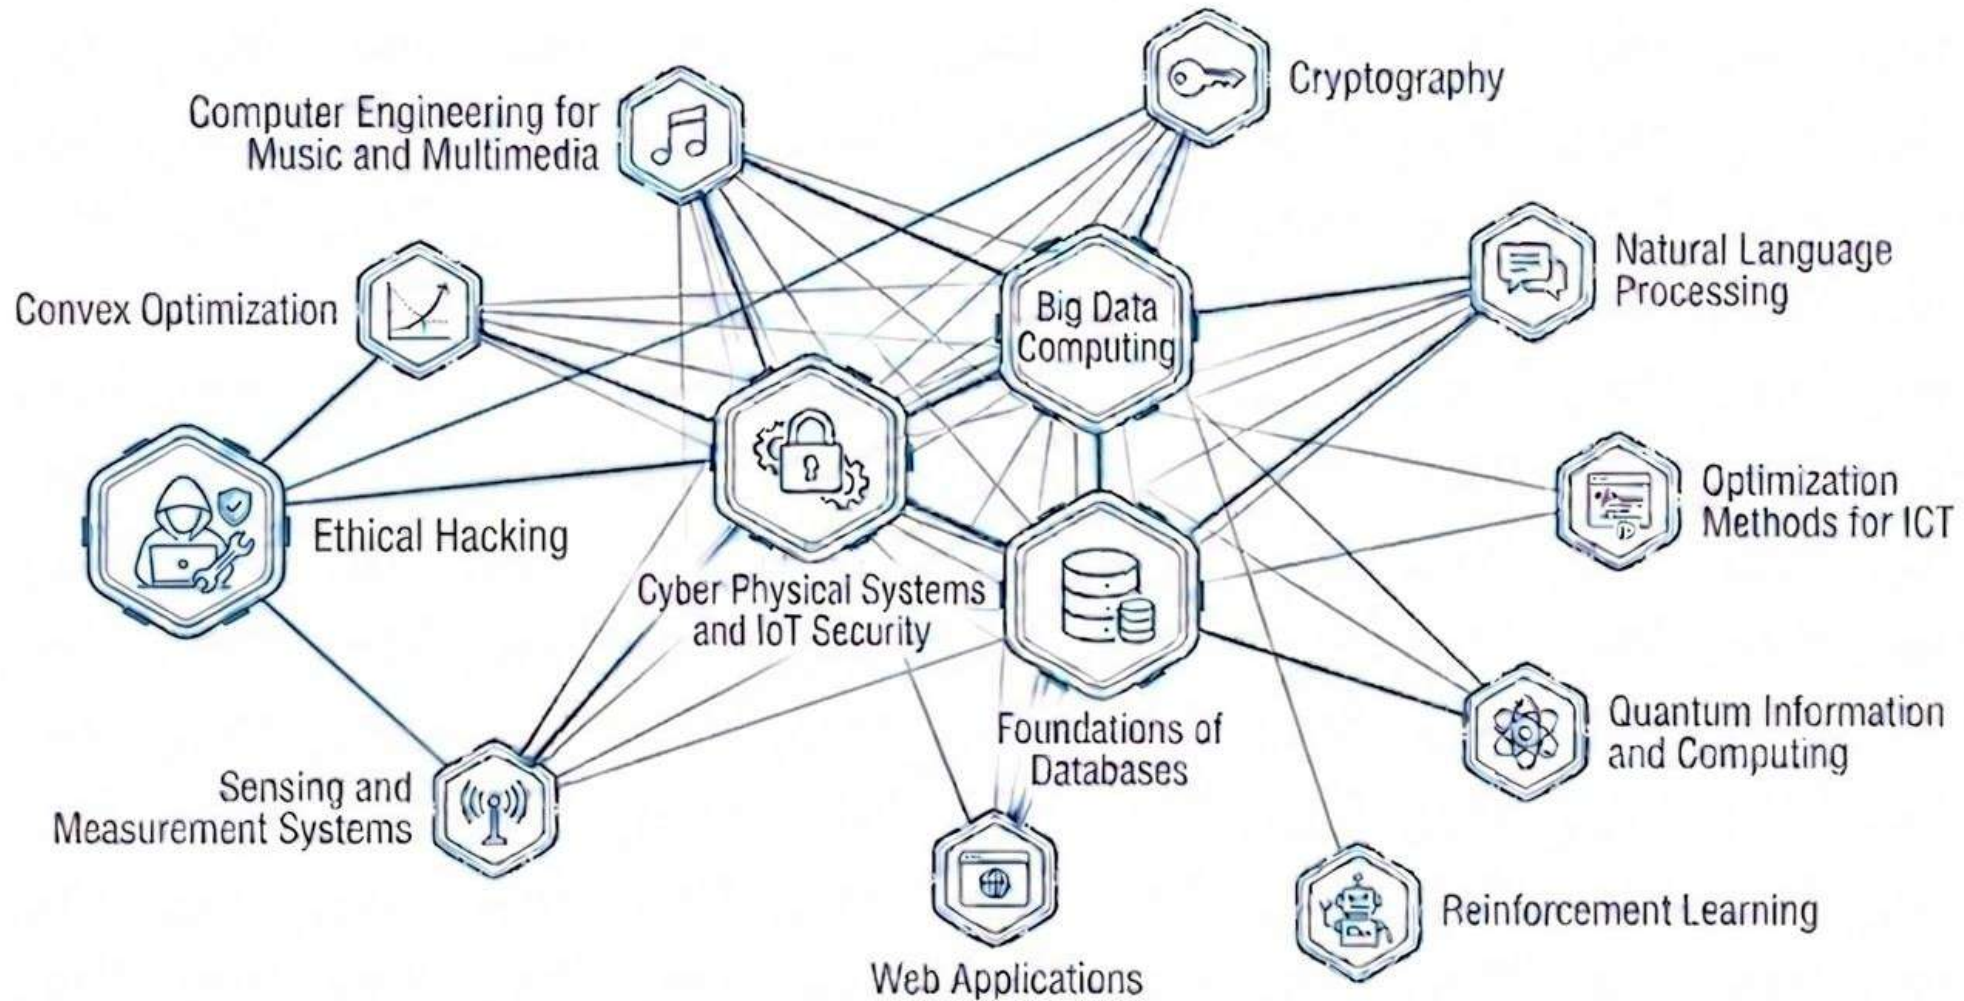 Cryptography
Computer Engineering for
Music and Multimedia
Natural Language
Processing
Convex Optimization
Big Data
Computing
Optimization
Methods for ICT
Ethical Hacking
Cyber Physical Systems
and IoT Security
Foundations of
Databases
Quantum Information
and Computing
Sensing and
Measurement Systems
Reinforcement Learning
Web Applications